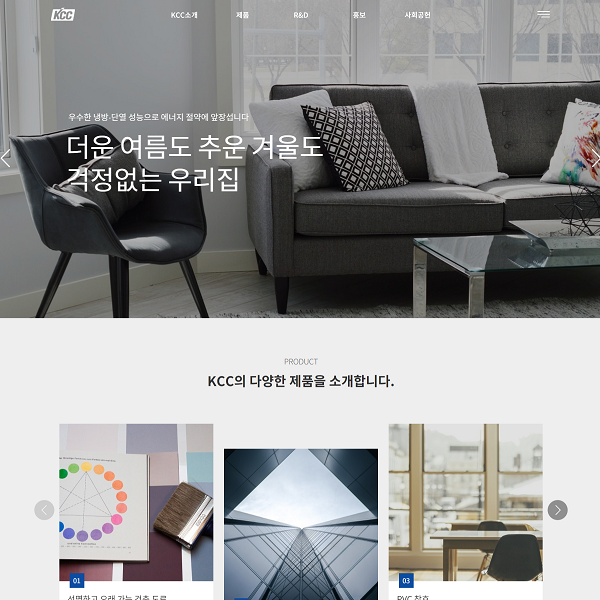 KCC
KCC소개
제품
R&D
홍보
사회공헌
우수한 냉방·단열 성능으로 에너지 절약에 앞장섭니다
더운 여름도 추운 겨울도
걱정없는 우리집
PRODUCT
KCC의 다양한 제품을 소개합니다.
01
03
선명하고 오래 가는 건축 도료
PVC 창호